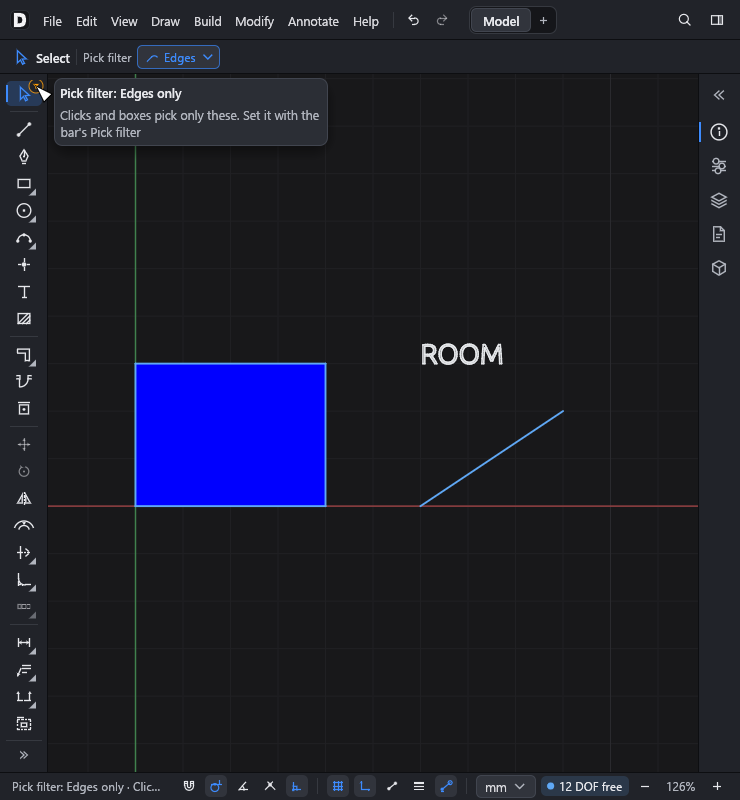 D File Edit View Draw Build Modify Annotate Help Model +
Select Pick filter Edges
Pick filter: Edges only
Clicks and boxes pick only these. Set it with the
bar's Pick filter
ROOM
Pick filter: Edges only · Clic... mm 12 DOF free − 126% +